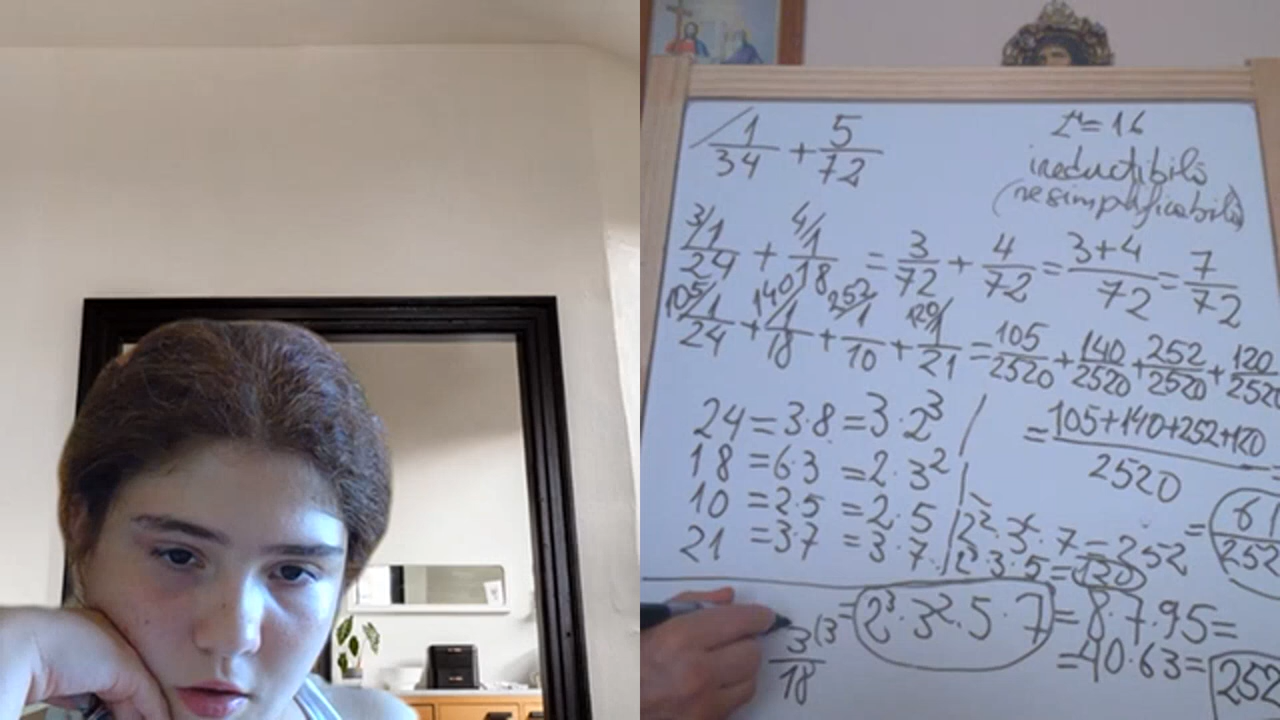 1/34 + 5/72
2⁴=16
ireductibilă
(nesimplificabilă)
3/1/24 + 4/1/18 = 3/72 + 4/72 = 3+4/72 = 7/72
105/1/24 + 140/1/18 + 252/1/10 + 120/1/21 = 105/2520 + 140/2520 + 252/2520 + 120/2520
= 105+140+252+120/2520 =
24 = 3·8 = 3·2³
18 = 6·3 = 2·3²
10 = 2·5 = 2·5
21 = 3·7 = 3·7
2²·3²·7 = 252
2³·3·5 = 120
= 61/252
= 2³·3²·5·7 = 8·7·95 =
= 40·63 = 252
3(3/18